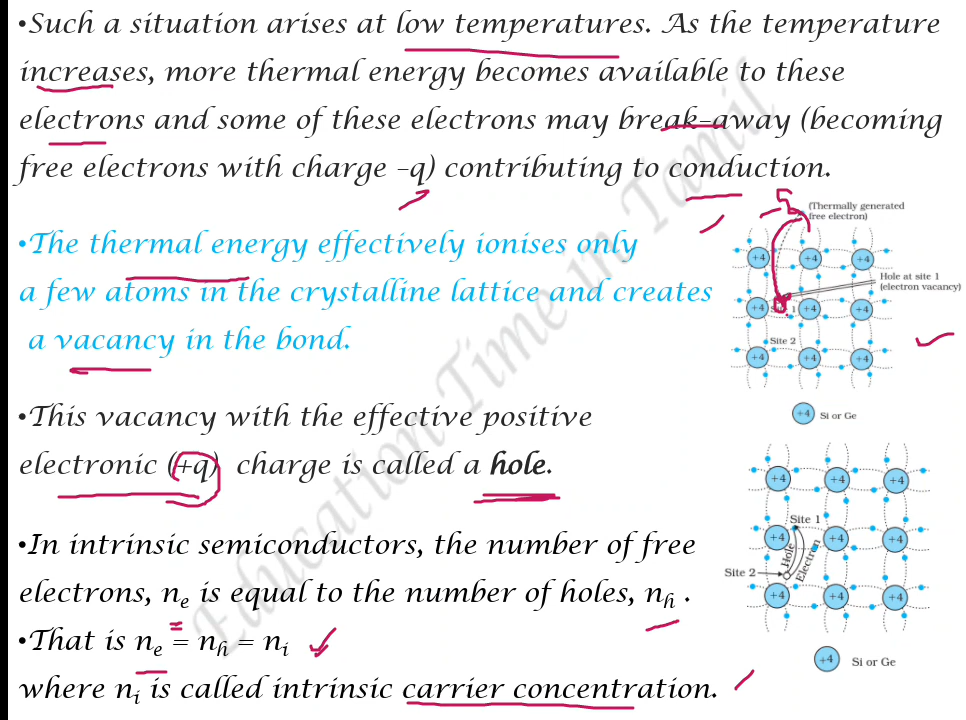 •Such a situation arises at low temperatures. As the temperature
increases, more thermal energy becomes available to these
electrons and some of these electrons may break–away (becoming
free electrons with charge –q) contributing to conduction.
•The thermal energy effectively ionises only
a few atoms in the crystalline lattice and creates
a vacancy in the bond.
•This vacancy with the effective positive
electronic (+q) charge is called a hole.
•In intrinsic semiconductors, the number of free
electrons, nₑ is equal to the number of holes, nₕ .
•That is nₑ = nₕ = nᵢ
where nᵢ is called intrinsic carrier concentration.
(Thermally generated
free electron)
+4 +4 +4
Hole at site 1
(electron vacancy)
+4 Site 1 +4 +4
Site 2
+4 +4 +4
+4 Si or Ge
+4 +4 +4
Site 1
+4 +4 +4
Hole
Electron
Site 2
+4 +4 +4
+4 Si or Ge
Education Time in Tamil